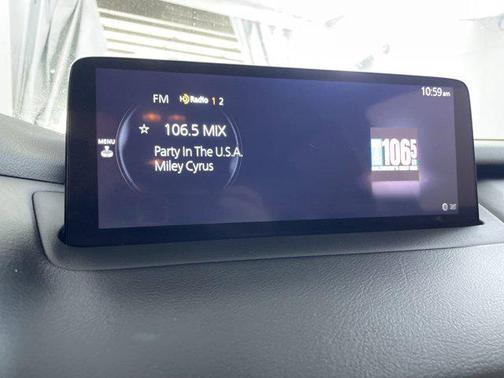 FM HD Radio 1 2
10:59 am
☆ 106.5 MIX
MENU
Party In The U.S.A.
Miley Cyrus
106.5